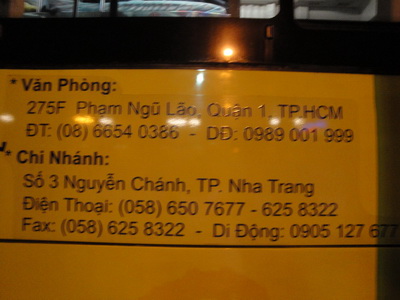 * Văn Phòng:
275F Phạm Ngũ Lão, Quận 1, TP.HCM
ĐT: (08) 6654 0386 - DĐ: 0989 001 999
* Chi Nhánh:
Số 3 Nguyễn Chánh, TP. Nha Trang
Điện Thoại: (058) 650 7677 - 625 8322
Fax: (058) 625 8322 - Di Động: 0905 127 677